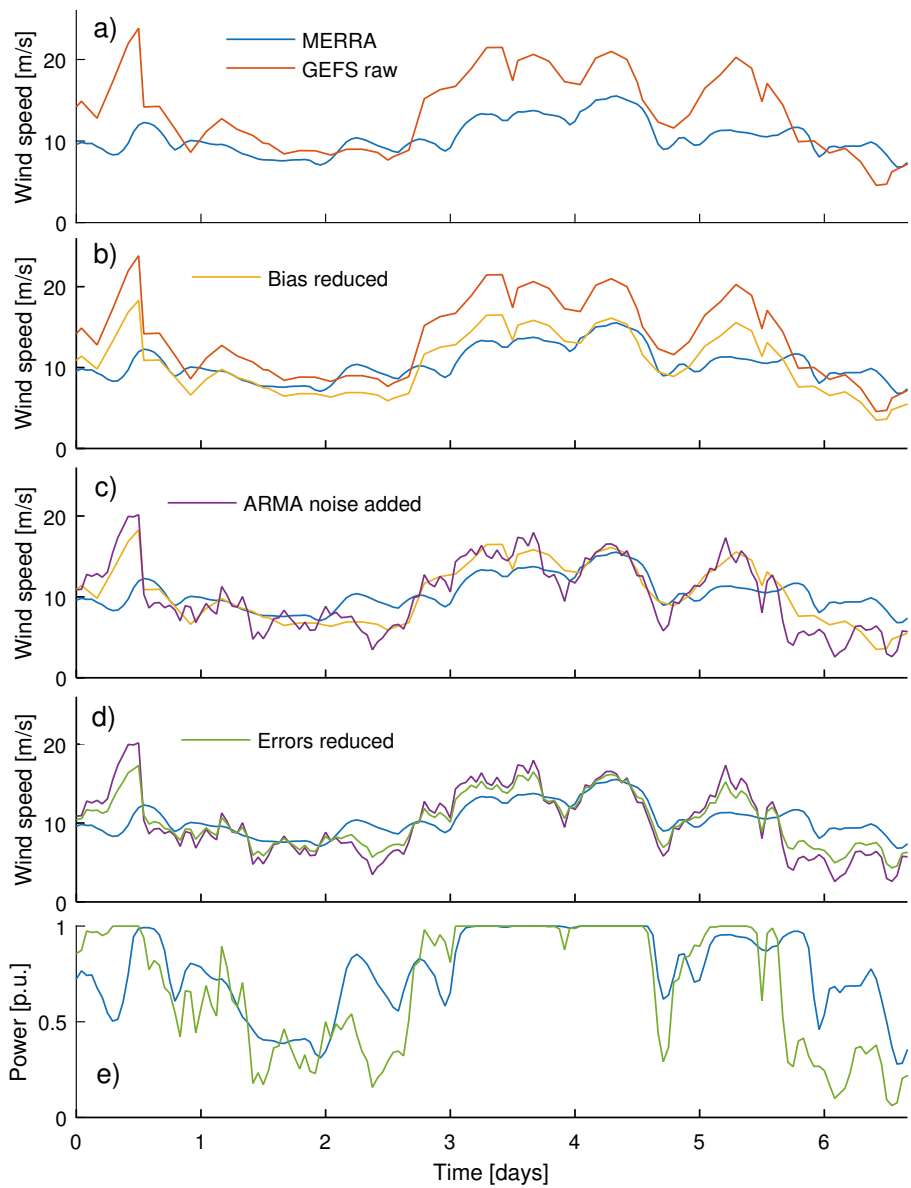 a)
MERRA
GEFS raw
Wind speed [m/s]
20
10
0
b)
Bias reduced
Wind speed [m/s]
20
10
0
c)
ARMA noise added
Wind speed [m/s]
20
10
0
d)
Errors reduced
Wind speed [m/s]
20
10
0
Power [p.u.]
1
0.5
0
e)
0 1 2 3 4 5 6
Time [days]